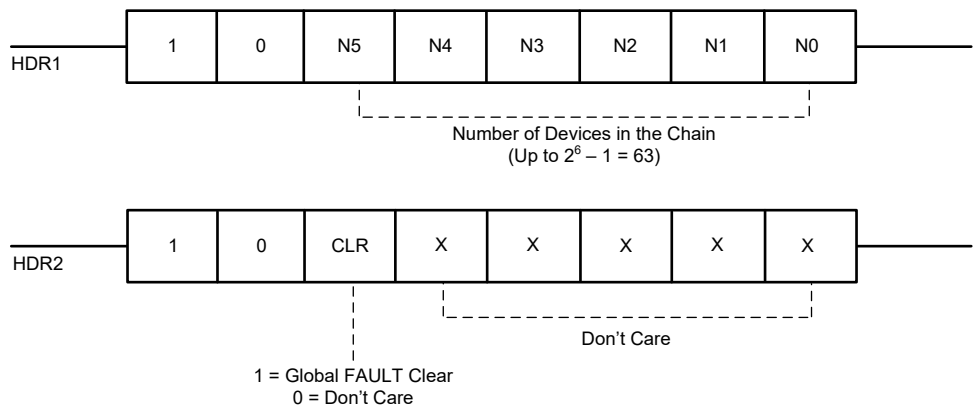 1 0 N5 N4 N3 N2 N1 N0
HDR1
Number of Devices in the Chain
(Up to 2⁶ – 1 = 63)
1 0 CLR X X X X X
HDR2
Don't Care
1 = Global FAULT Clear
0 = Don't Care